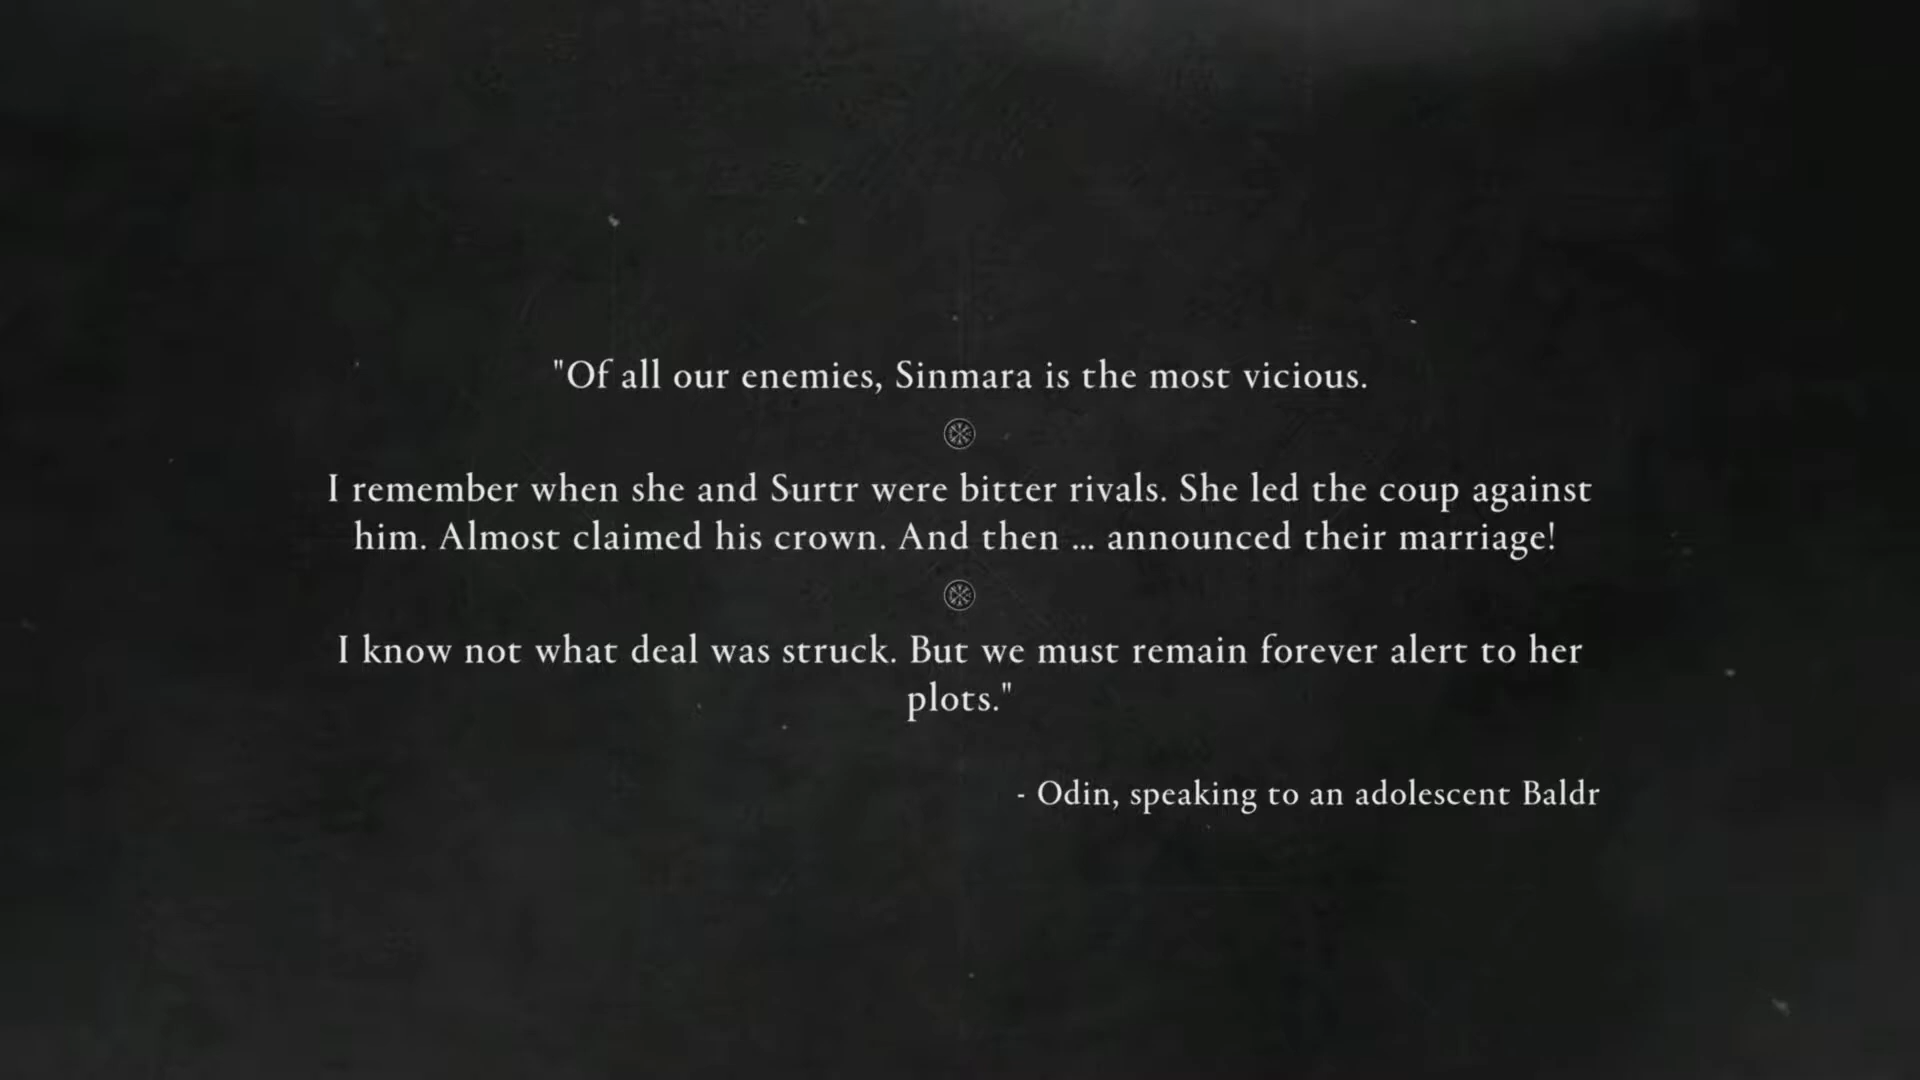 "Of all our enemies, Sinmara is the most vicious.
I remember when she and Surtr were bitter rivals. She led the coup against
him. Almost claimed his crown. And then ... announced their marriage!
I know not what deal was struck. But we must remain forever alert to her
plots."
- Odin, speaking to an adolescent Baldr